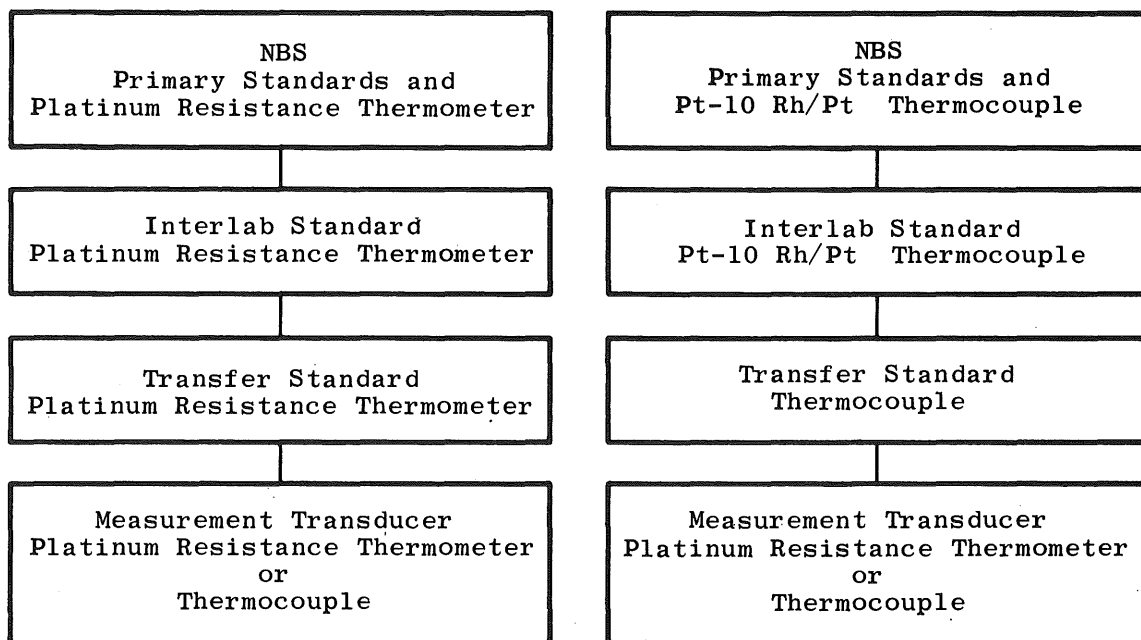 NBS
Primary Standards and
Platinum Resistance Thermometer
Interlab Standard
Platinum Resistance Thermometer
Transfer Standard
Platinum Resistance Thermometer
Measurement Transducer
Platinum Resistance Thermometer
or
Thermocouple
NBS
Primary Standards and
Pt-10 Rh/Pt Thermocouple
Interlab Standard
Pt-10 Rh/Pt Thermocouple
Transfer Standard
Thermocouple
Measurement Transducer
Platinum Resistance Thermometer
or
Thermocouple